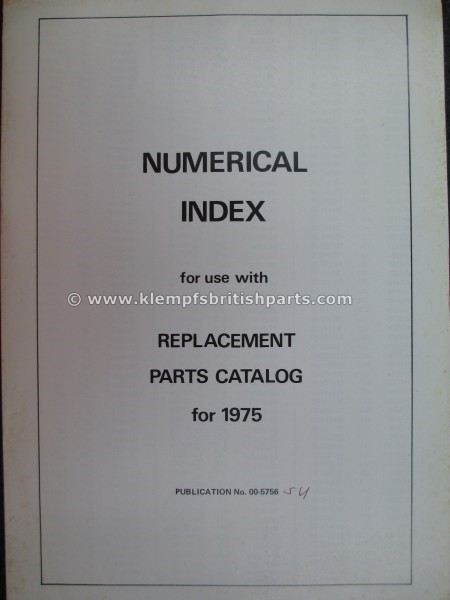 NUMERICAL
INDEX
for use with
© www.klempfsbritishparts.com
REPLACEMENT
PARTS CATALOG
for 1975
PUBLICATION No. 00-5756